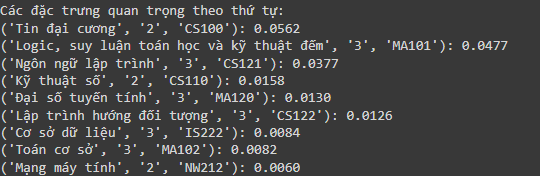 Các đặc trưng quan trọng theo thứ tự:
('Tin đại cương', '2', 'CS100'): 0.0562
('Logic, suy luận toán học và kỹ thuật đếm', '3', 'MA101'): 0.0477
('Ngôn ngữ lập trình', '3', 'CS121'): 0.0377
('Kỹ thuật số', '2', 'CS110'): 0.0158
('Đại số tuyến tính', '3', 'MA120'): 0.0130
('Lập trình hướng đối tượng', '3', 'CS122'): 0.0126
('Cơ sở dữ liệu', '3', 'IS222'): 0.0084
('Toán cơ sở', '3', 'MA102'): 0.0082
('Mạng máy tính', '2', 'NW212'): 0.0060